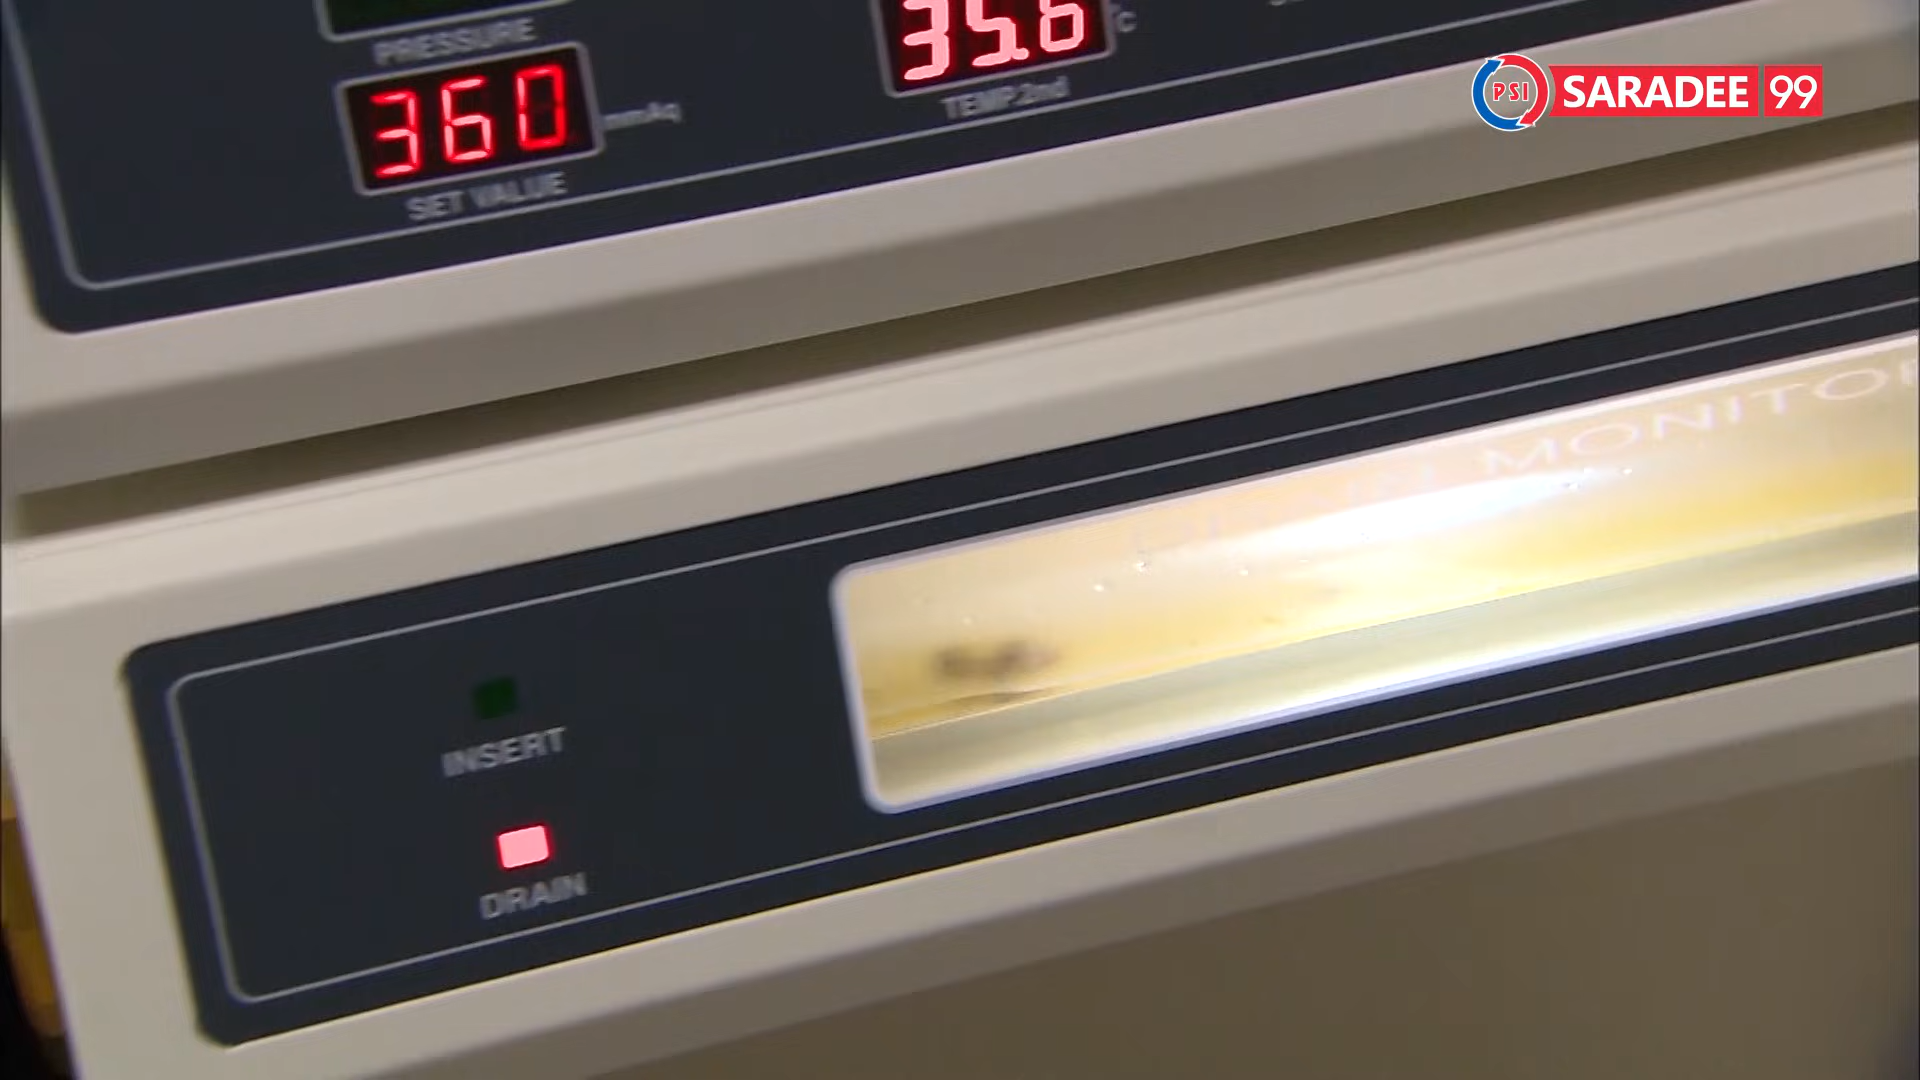 PRESSURE
360
mmAq
SET VALUE
35.6
°C
TEMP.2nd
PSI SARADEE 99
MONITOR
INSERT
DRAIN